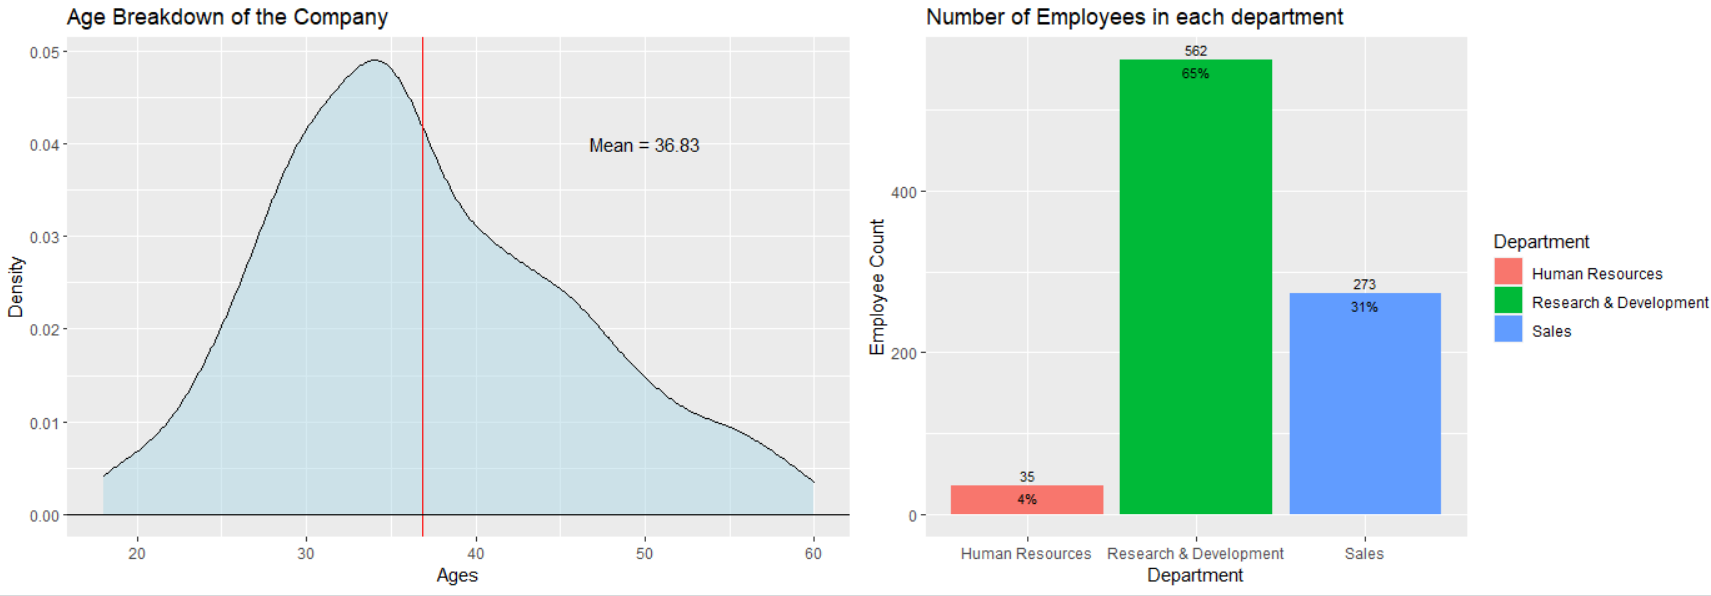 Age Breakdown of the Company
0.05
0.04
0.03
0.02
0.01
0.00
Density
Mean = 36.83
20 30 40 50 60
Ages
Number of Employees in each department
Employee Count
400
200
0
562
65%
273
31%
35
4%
Human Resources Research & Development Sales
Department
Department
Human Resources
Research & Development
Sales